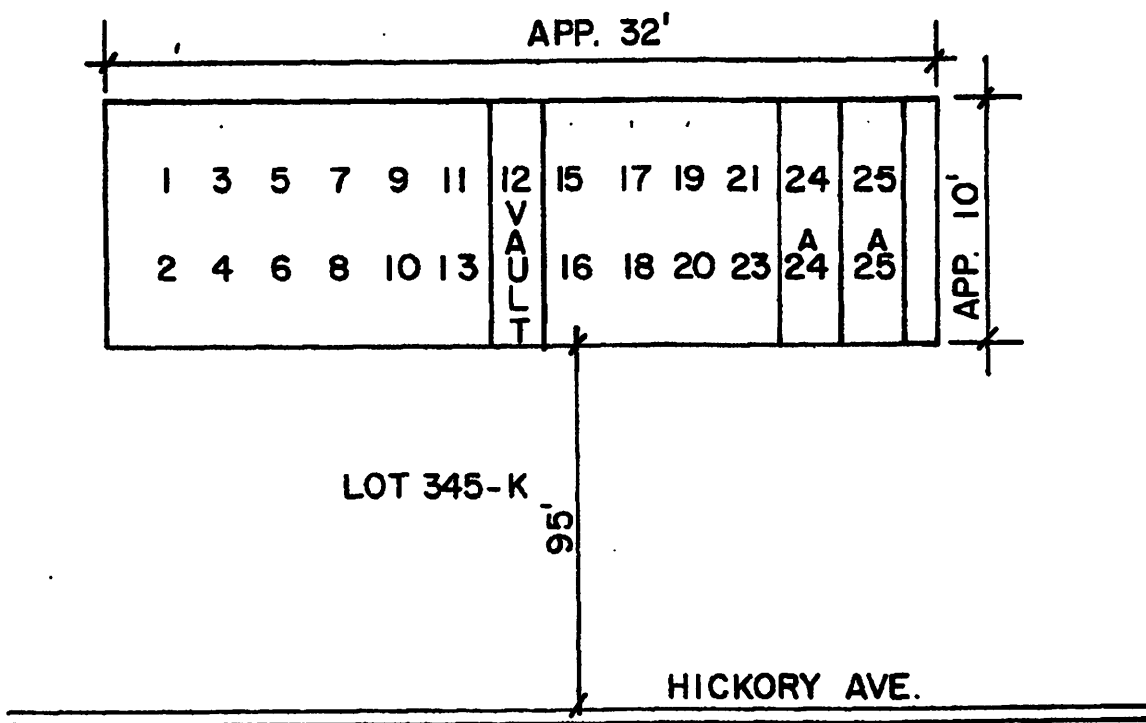 APP. 32'
1 3 5 7 9 11 12 15 17 19 21 24 25
VAULT
A A
2 4 6 8 10 13 16 18 20 23 24 25
APP. 10'
LOT 345-K
95'
HICKORY AVE.